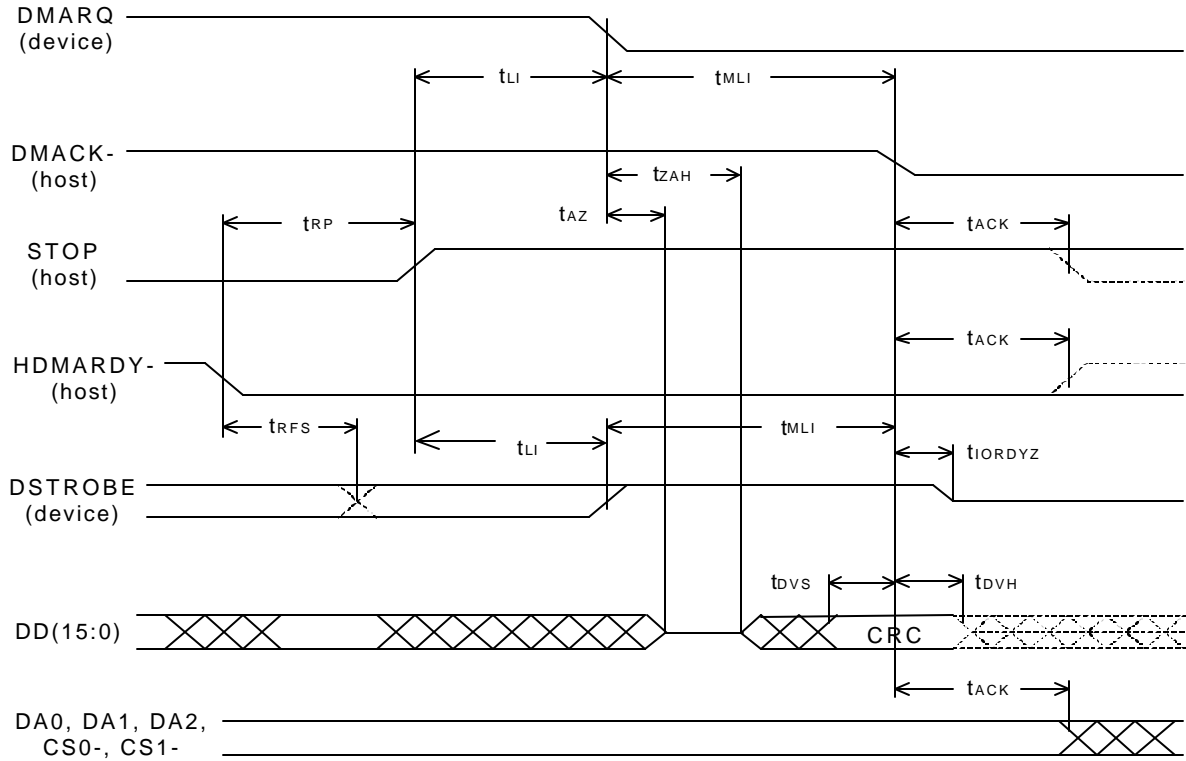 DMARQ
(device)
tLI
tMLI
DMACK-
(host)
tZAH
tAZ
tRP
tACK
STOP
(host)
tACK
HDMARDY-
(host)
tRFS
tLI
tMLI
tIORDYZ
DSTROBE
(device)
tDVS
tDVH
DD(15:0)
CRC
tACK
DA0, DA1, DA2,
CS0-, CS1-